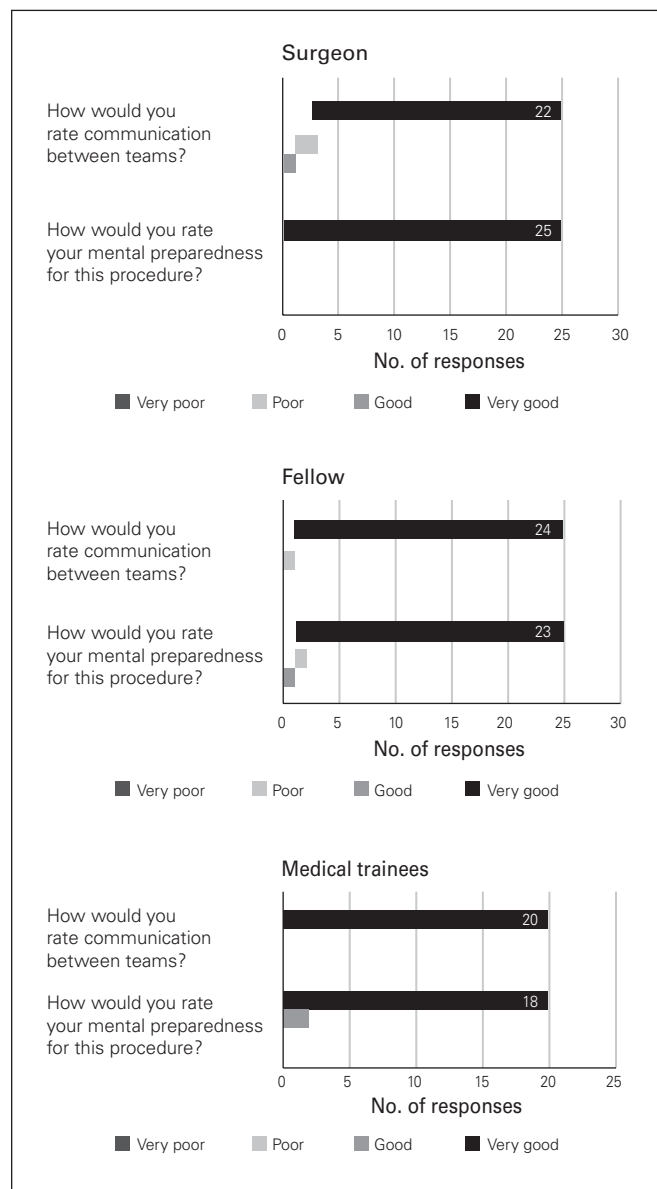 Surgeon
How would you
rate communication
between teams?
22
How would you rate
your mental preparedness
for this procedure?
25
0 5 10 15 20 25 30
No. of responses
Very poor Poor Good Very good
Fellow
How would you
rate communication
between teams?
24
How would you rate
your mental preparedness
for this procedure?
23
0 5 10 15 20 25 30
No. of responses
Very poor Poor Good Very good
Medical trainees
How would you
rate communication
between teams?
20
How would you rate
your mental preparedness
for this procedure?
18
0 5 10 15 20 25
No. of responses
Very poor Poor Good Very good